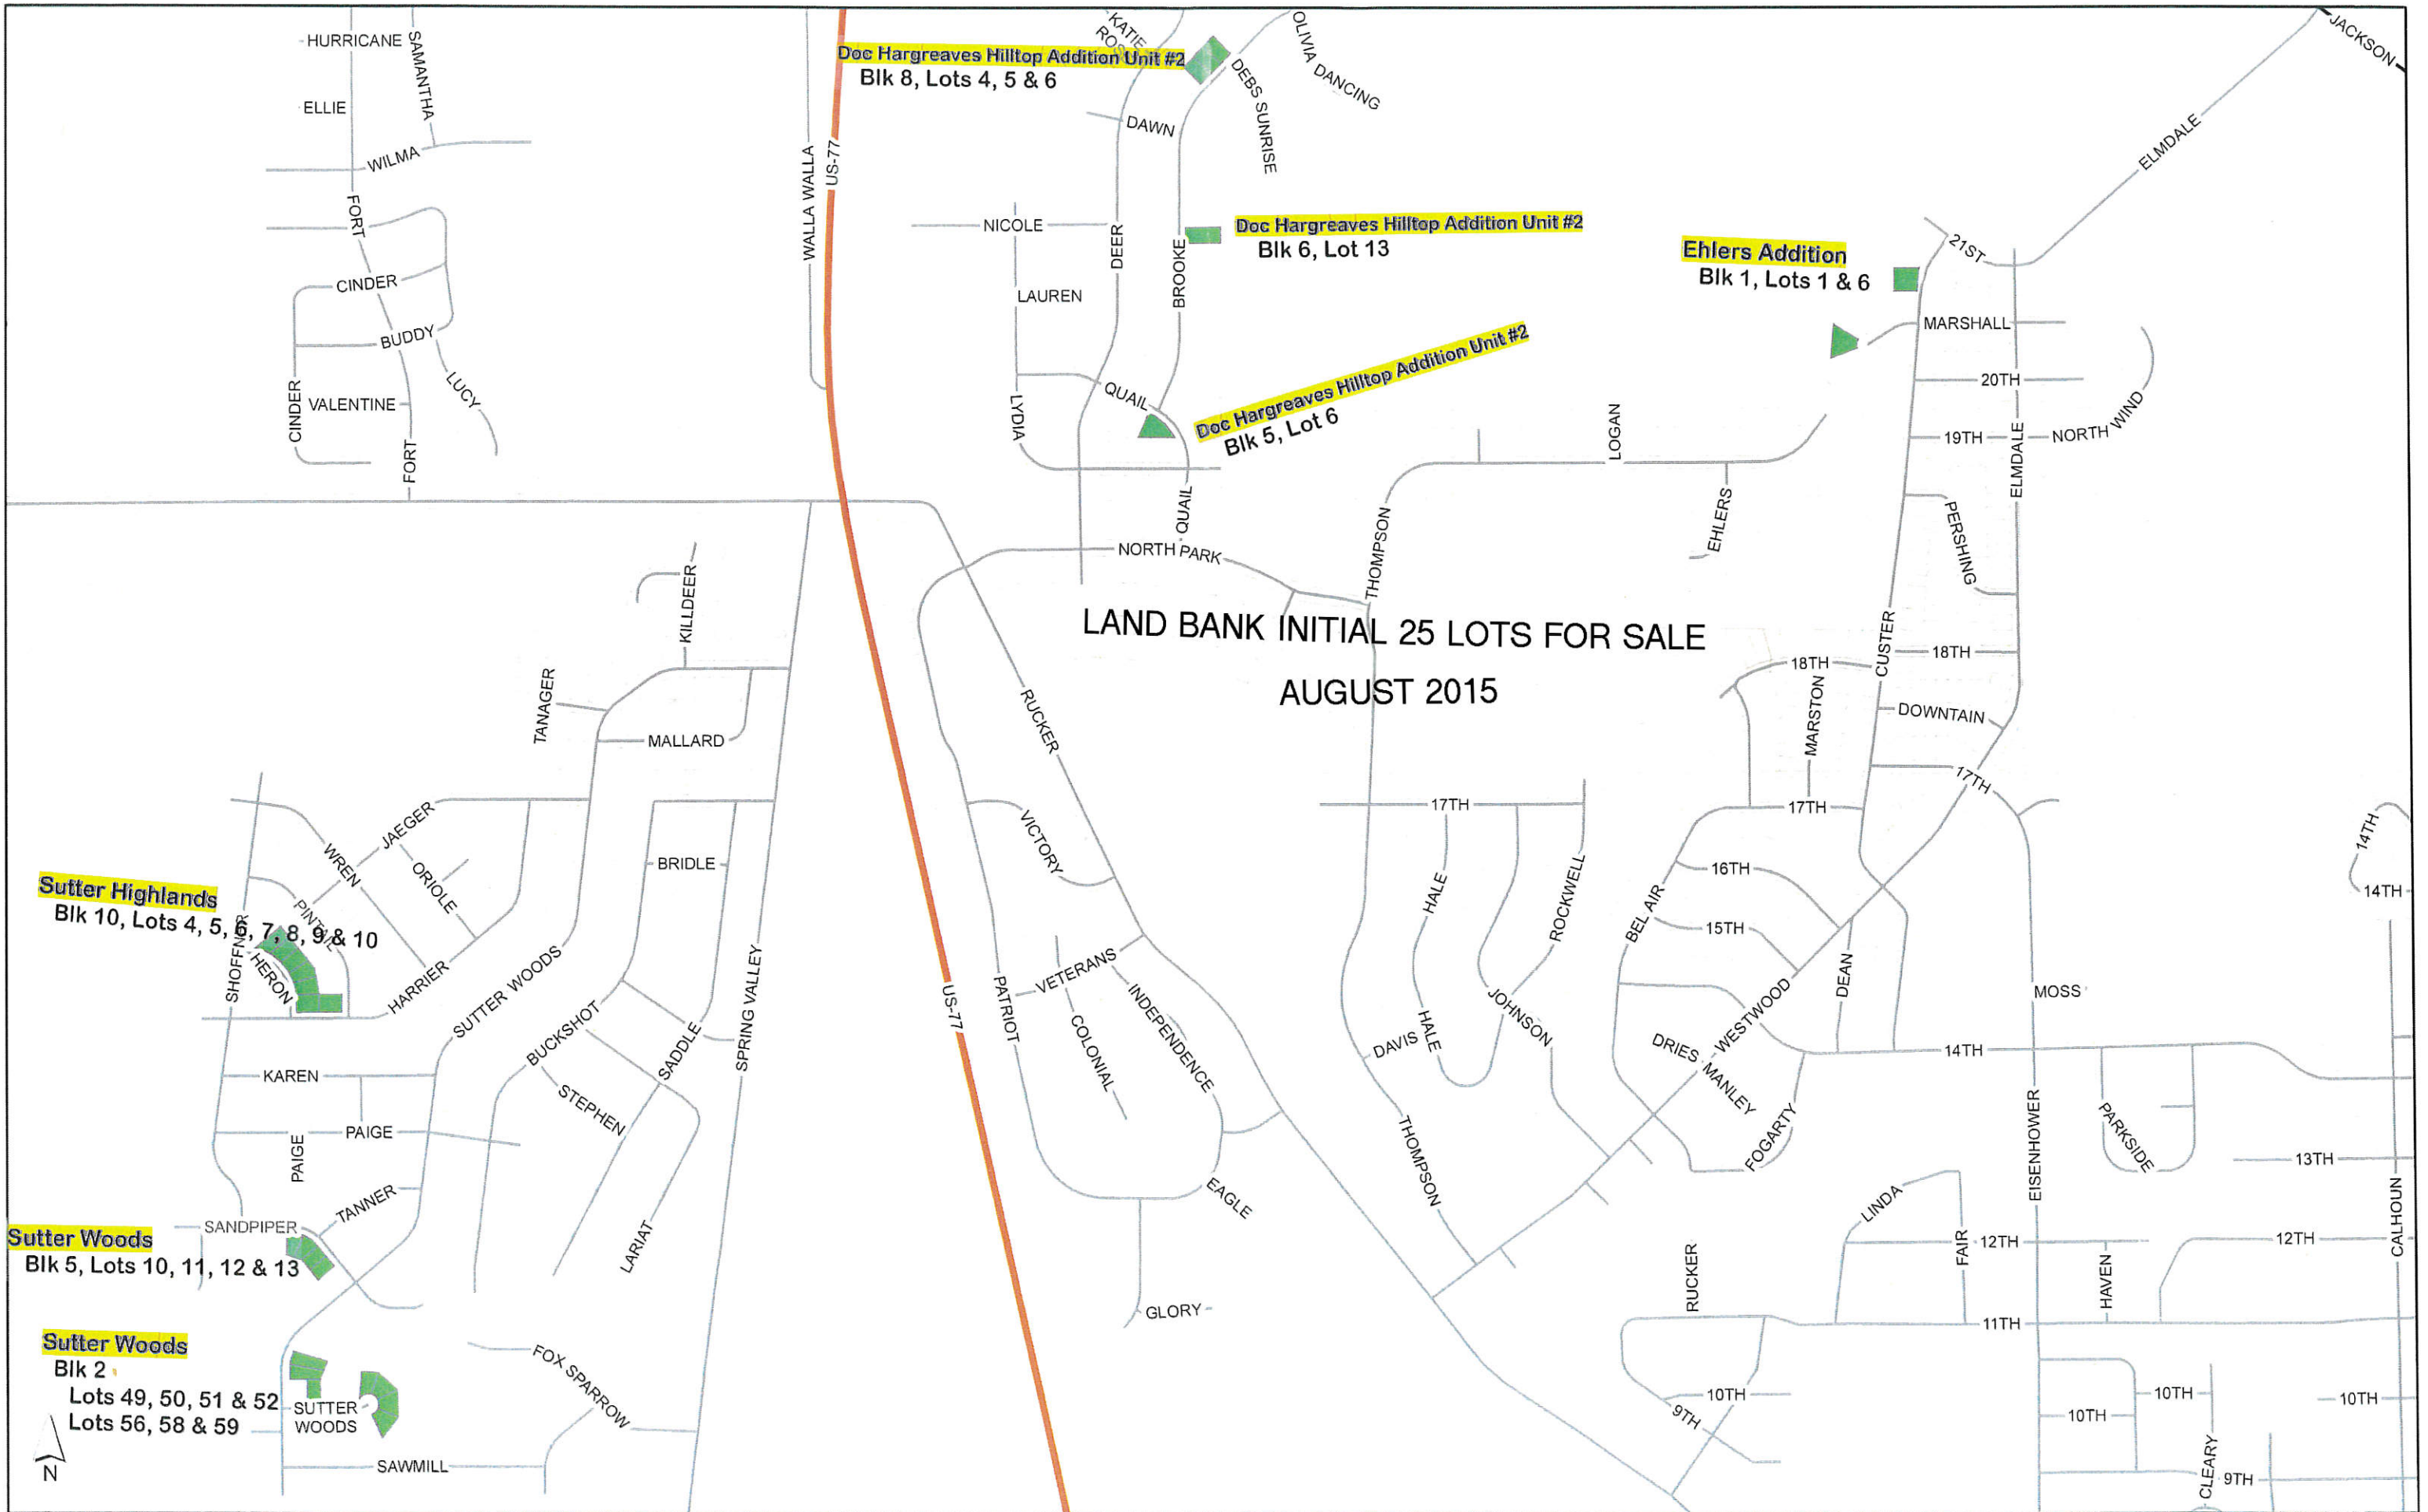 HURRICANE
SAMANTHA
ELLIE
WILMA
FORT
CINDER
BUDDY
CINDER
VALENTINE
LUCY
FORT
WALLA WALLA
US-77
KATIE
Doc Hargreaves Hilltop Addition Unit #2
Blk 8, Lots 4, 5 & 6
OLIVIA DANCING
DEBS SUNRISE
DAWN
NICOLE
DEER
BROOKE
Doc Hargreaves Hilltop Addition Unit #2
Blk 6, Lot 13
LAUREN
LYDIA
QUAIL
Doc Hargreaves Hilltop Addition Unit #2
Blk 5, Lot 6
QUAIL
NORTH PARK
JACKSON
ELMDALE
Ehlers Addition
Blk 1, Lots 1 & 6
21ST
MARSHALL
20TH
NORTH WIND
19TH
ELMDALE
LOGAN
THOMPSON
EHLERS
PERSHING
LAND BANK INITIAL 25 LOTS FOR SALE
AUGUST 2015
CUSTER
18TH
18TH
MARSTON
DOWNTAIN
17TH
17TH
KILLDEER
TANAGER
MALLARD
RUCKER
JAEGER
WREN
ORIOLE
BRIDLE
VICTORY
17TH
HALE
ROCKWELL
16TH
BEL AIR
15TH
14TH
14TH
Sutter Highlands
Blk 10, Lots 4, 5, 6, 7, 8, 9 & 10
HERON
HARRIER
SUTTER WOODS
SPRING VALLEY
US-77
PATRIOT
VETERANS
INDEPENDENCE
COLONIAL
DEAN
MOSS
BUCKSHOT
SADDLE
STEPHEN
DAVIS
HALE
JOHNSON
DRIES
WESTWOOD
MANLEY
14TH
KAREN
PAIGE
PAIGE
TANNER
SANDPIPER
LARIAT
EAGLE
THOMPSON
FOGARTY
EISENHOWER
PARKSIDE
13TH
CALHOUN
Sutter Woods
Blk 5, Lots 10, 11, 12 & 13
LINDA
FAIR
12TH
12TH
HAVEN
RUCKER
GLORY
11TH
Sutter Woods
Blk 2
Lots 49, 50, 51 & 52
Lots 56, 58 & 59
SUTTER
WOODS
FOX SPARROW
SAWMILL
10TH
9TH
10TH
10TH
10TH
CLEARY
9TH
N